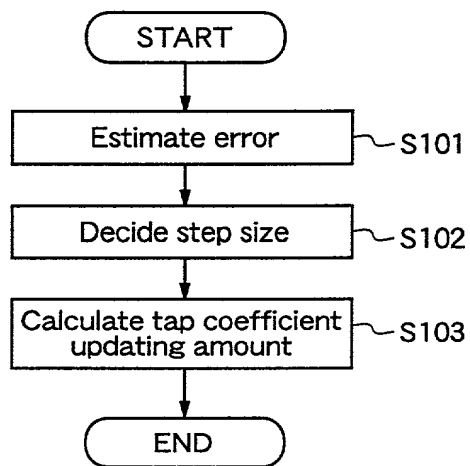 START
Estimate error
S101
Decide step size
S102
Calculate tap coefficient
updating amount
S103
END